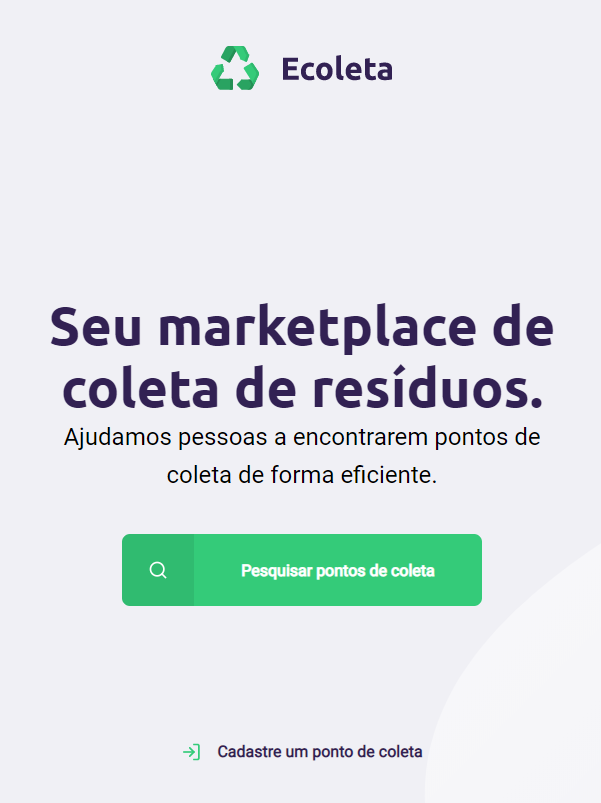 Ecoleta
Seu marketplace de
coleta de resíduos.
Ajudamos pessoas a encontrarem pontos de
coleta de forma eficiente.
Pesquisar pontos de coleta
Cadastre um ponto de coleta